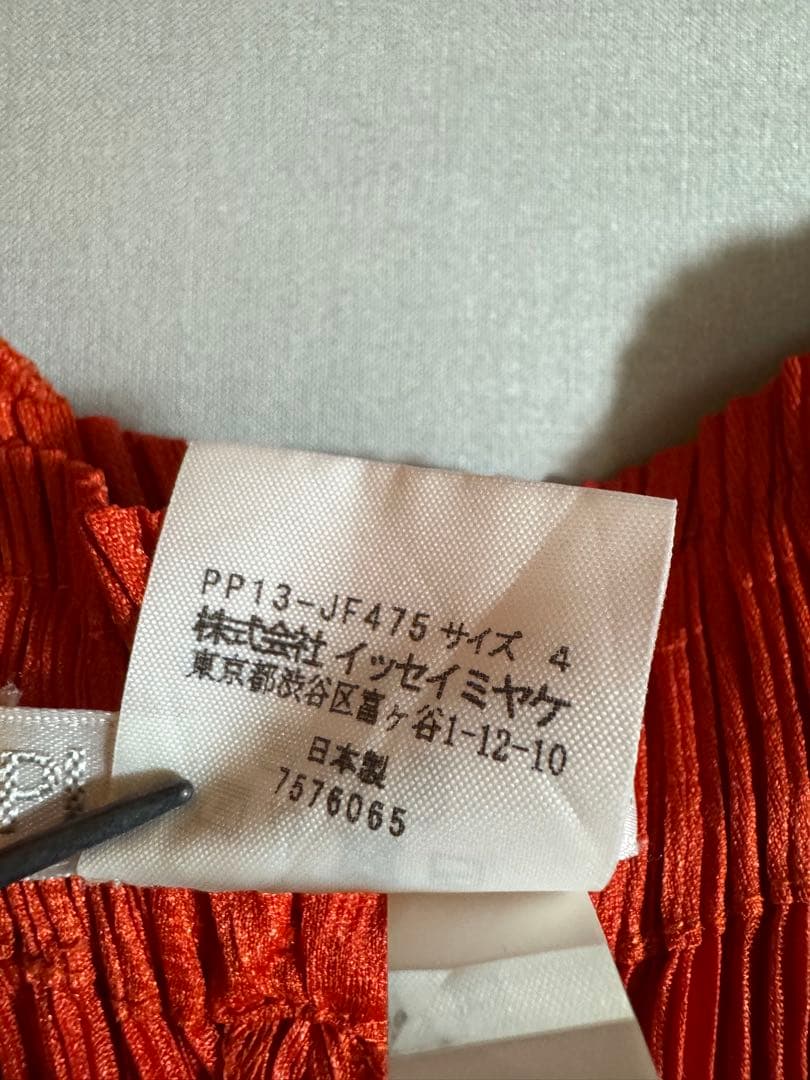 PP13-JF475 サイズ 4
株式会社 イッセイミヤケ
東京都渋谷区富ヶ谷1-12-10
日本製
7576065